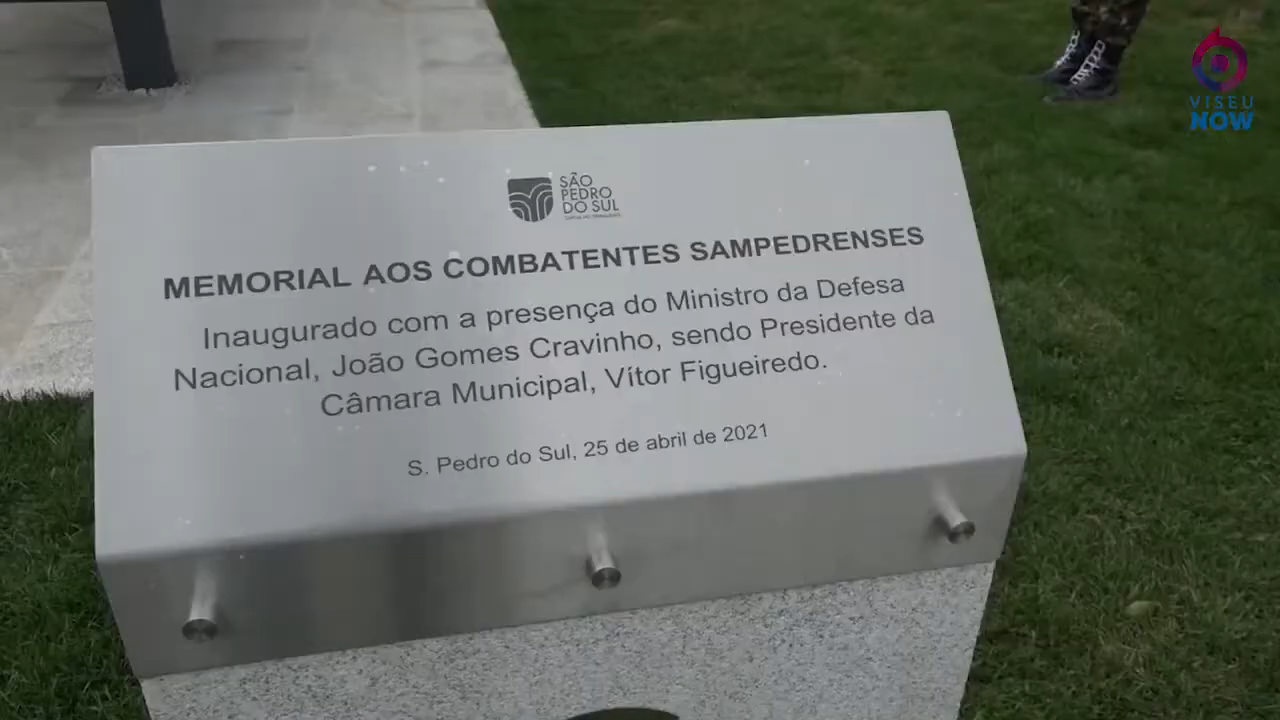 VISEU
NOW
SÃO
PEDRO
DO SUL
MEMORIAL AOS COMBATENTES SAMPEDRENSES
Inaugurado com a presença do Ministro da Defesa
Nacional, João Gomes Cravinho, sendo Presidente da
Câmara Municipal, Vítor Figueiredo.
S. Pedro do Sul, 25 de abril de 2021